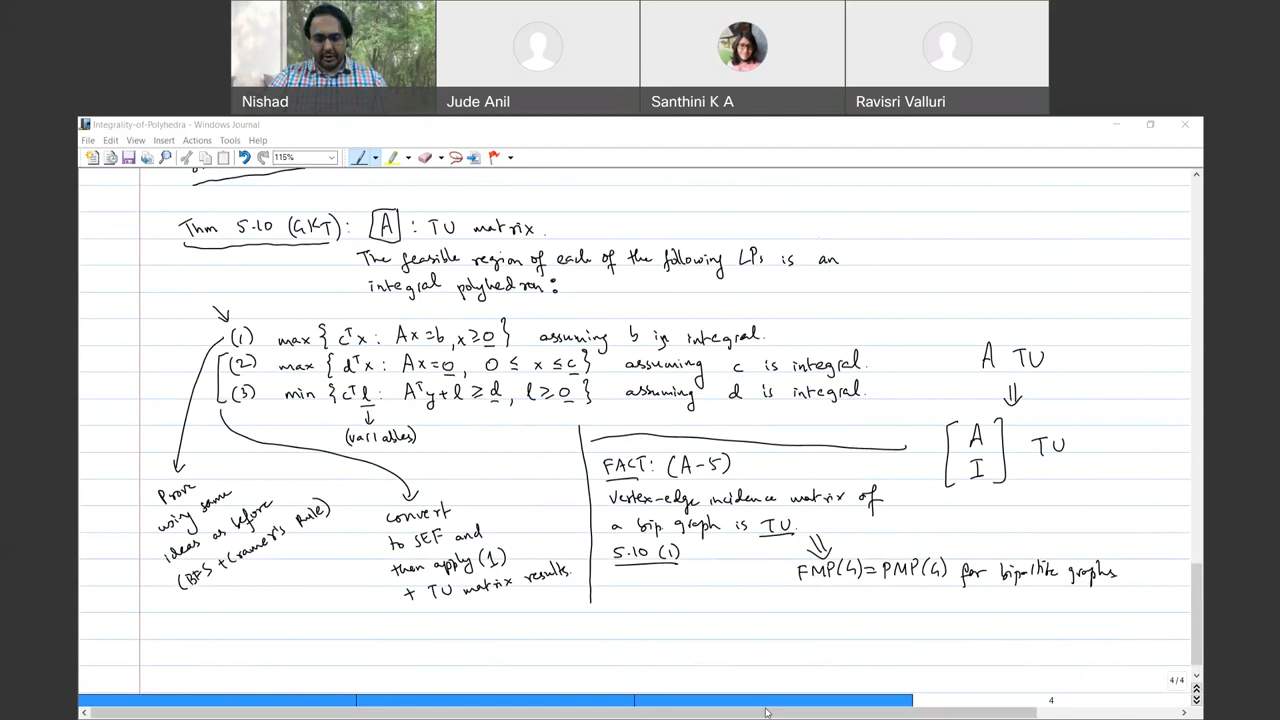 Nishad
Jude Anil
Santhini K A
Ravisri Valluri
Integrality-of-Polyhedra - Windows Journal
File Edit View Insert Actions Tools Help
115%
Thm 5.10 (GKT): A : TU matrix.
The feasible region of each of the following LPs is an
integral polyhedron:
(1) max { cᵀx : Ax=b, x≥0 } assuming b is integral.
(2) max { dᵀx : Ax=0, 0 ≤ x ≤ c } assuming c is integral.
(3) min { cᵀl : Aᵀy+l ≥ d, l≥0 } assuming d is integral.
(variables)
A TU
⇓
[ A
I ] TU
Prove
using same
ideas as before
(BFS + Cramer's Rule)
convert
to SEF and
then apply (1)
+ TU matrix results.
FACT: (A-5)
Vertex-edge incidence matrix of
a bip. graph is TU.
5.10 (1)
⇓
FMP(G)=PMP(G) for bipartite graphs
4/4
4